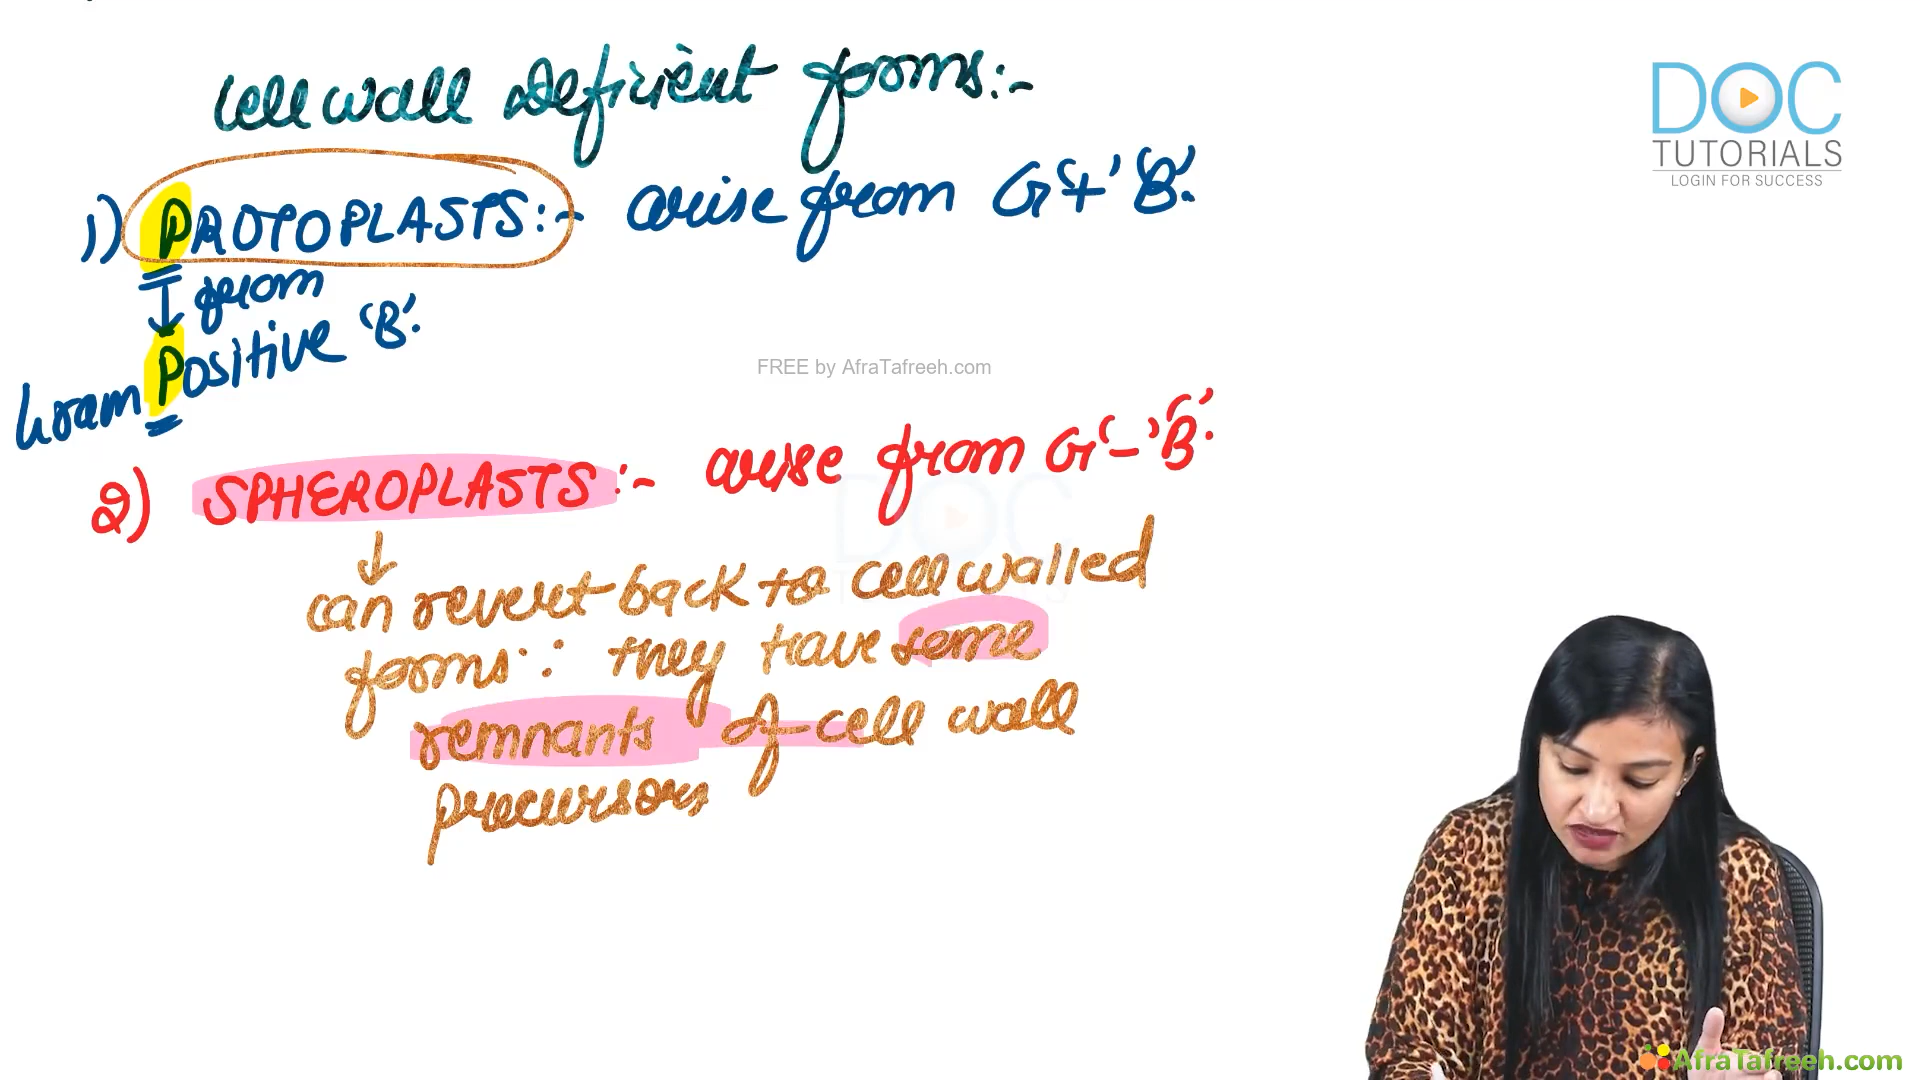 Cell wall Deficient forms:-
DOC
TUTORIALS
LOGIN FOR SUCCESS
1) PROTOPLASTS:- arise from G'+' 'B'.
from
Gram Positive 'B'.
FREE by AfraTafreeh.com
2) SPHEROPLASTS:- arise from G'-' 'B'.
can revert back to cell walled
forms ∵ they have some
remnants of cell wall
precursors
AfraTafreeh.com